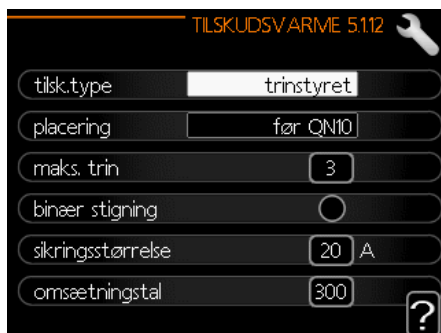 TILSKUDSVARME 5.1.12
tilsk.type trinstyret
placering før QN10
maks. trin 3
binær stigning
sikringsstørrelse 20 A
omsætningstal 300
?